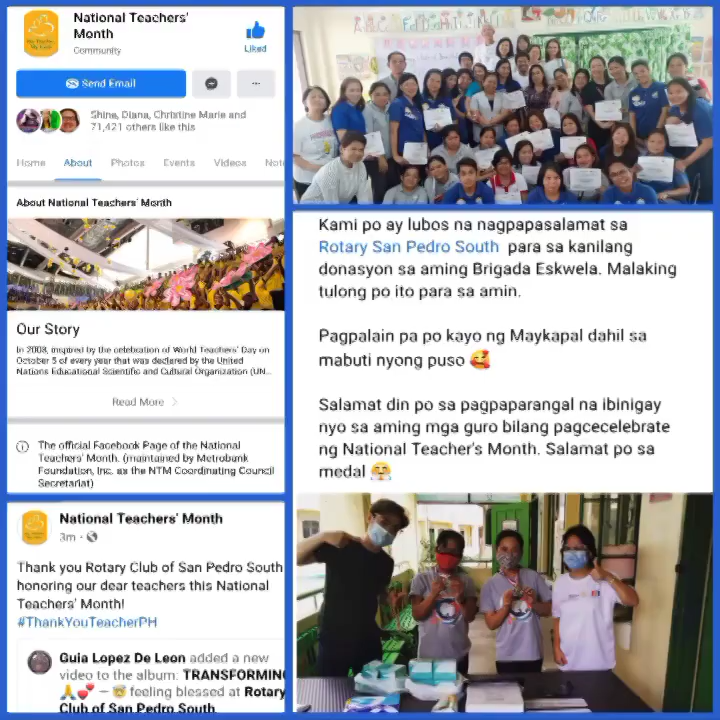 National Teachers'
Month
Community
Liked
Send Email
Shine, Diana, Christine Marie and
71,421 others like this
Home About Photos Events Videos Not
About National Teachers' Month
Our Story
In 2008, inspired by the celebration of World Teachers' Day on
October 5 of every year that was declared by the United
Nations Educational Scientific and Cultural Organization (UN...
Read More
The official Facebook Page of the National
Teachers' Month. (maintained by Metrobank
Foundation, Inc. as the NTM Coordinating Council
Secretariat)
National Teachers' Month
3m ·
Thank you Rotary Club of San Pedro South
honoring our dear teachers this National
Teachers' Month!
#ThankYouTeacherPH
Guia Lopez De Leon added a new
video to the album: TRANSFORMING
🙏💕 — 😇 feeling blessed at Rotary
Club of San Pedro South
Kami po ay lubos na nagpapasalamat sa
Rotary San Pedro South para sa kanilang
donasyon sa aming Brigada Eskwela. Malaking
tulong po ito para sa amin.
Pagpalain pa po kayo ng Maykapal dahil sa
mabuti nyong puso 🥰
Salamat din po sa pagpaparangal na ibinigay
nyo sa aming mga guro bilang pagcecelebrate
ng National Teacher's Month. Salamat po sa
medal 😤